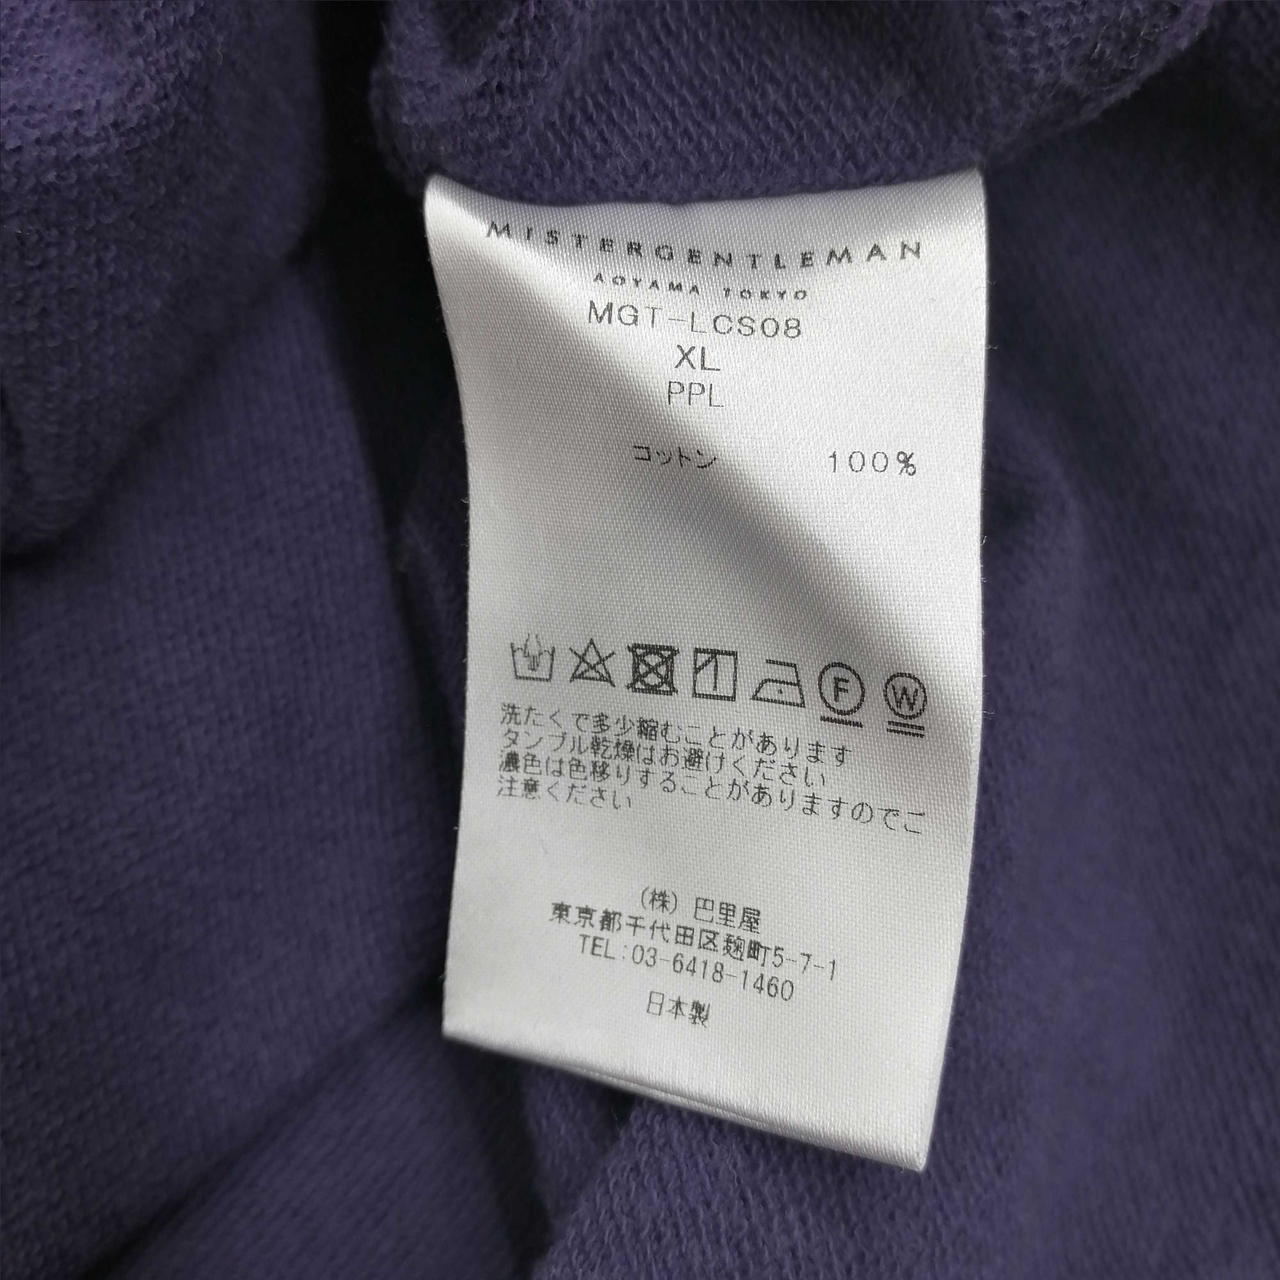 MISTERGENTLEMAN
AOYAMA TOKYO
MGT-LCS08
XL
PPL
コットン 100%
F W
洗たくで多少縮むことがあります
タンブル乾燥はお避けください
濃色は色移りすることがありますのでご
注意ください
(株) 巴里屋
東京都千代田区麹町5-7-1
TEL:03-6418-1460
日本製